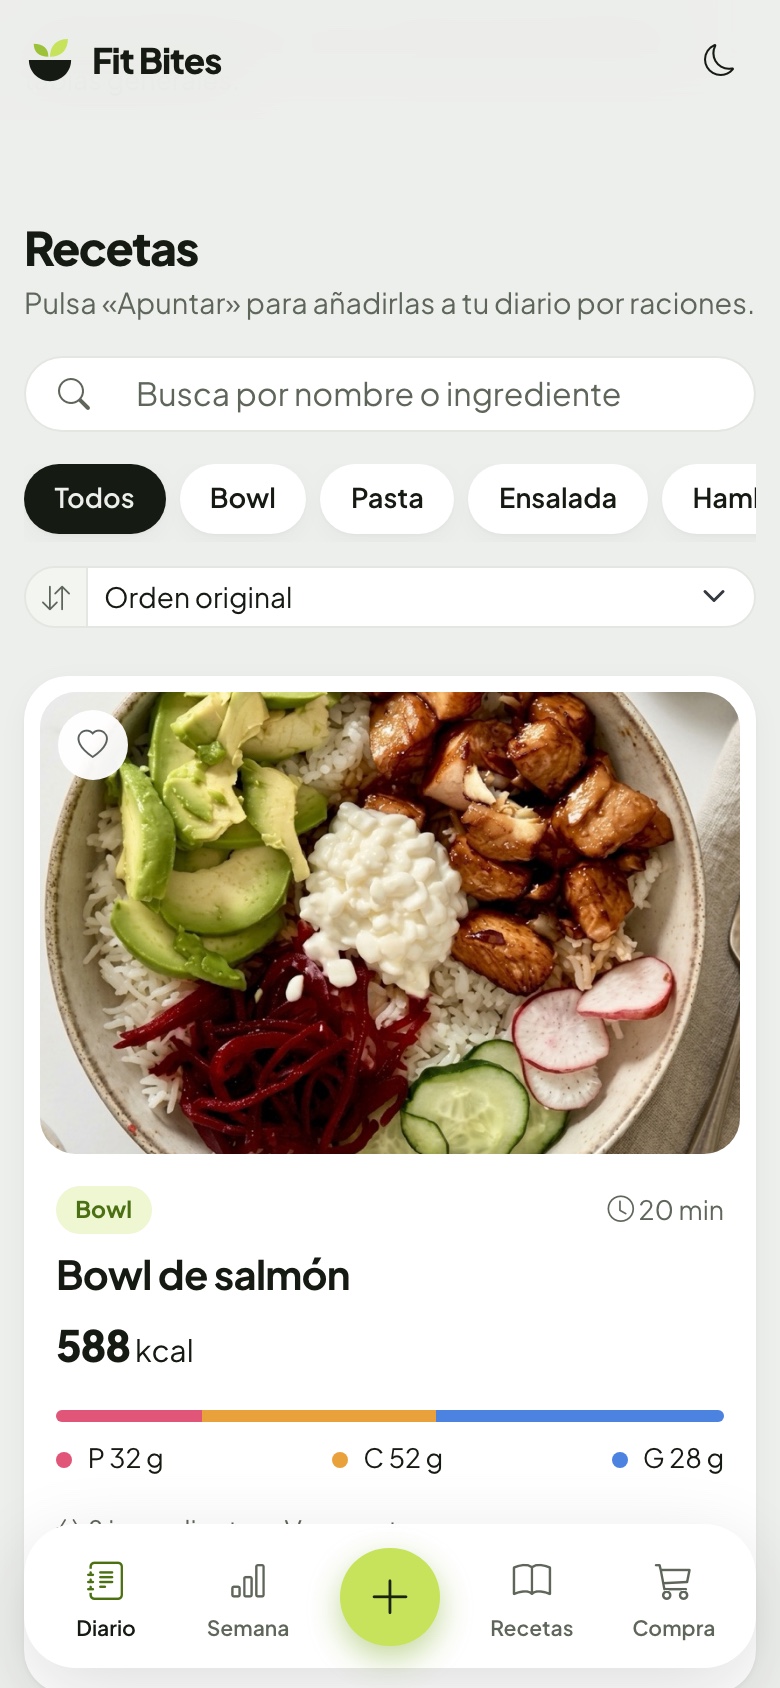 Fit Bites
Recetas
Pulsa «Apuntar» para añadirlas a tu diario por raciones.
Busca por nombre o ingrediente
Todos
Bowl
Pasta
Ensalada
Orden original
Bowl
20 min
Bowl de salmón
588 kcal
P 32 g
C 52 g
G 28 g
Diario
Semana
Recetas
Compra